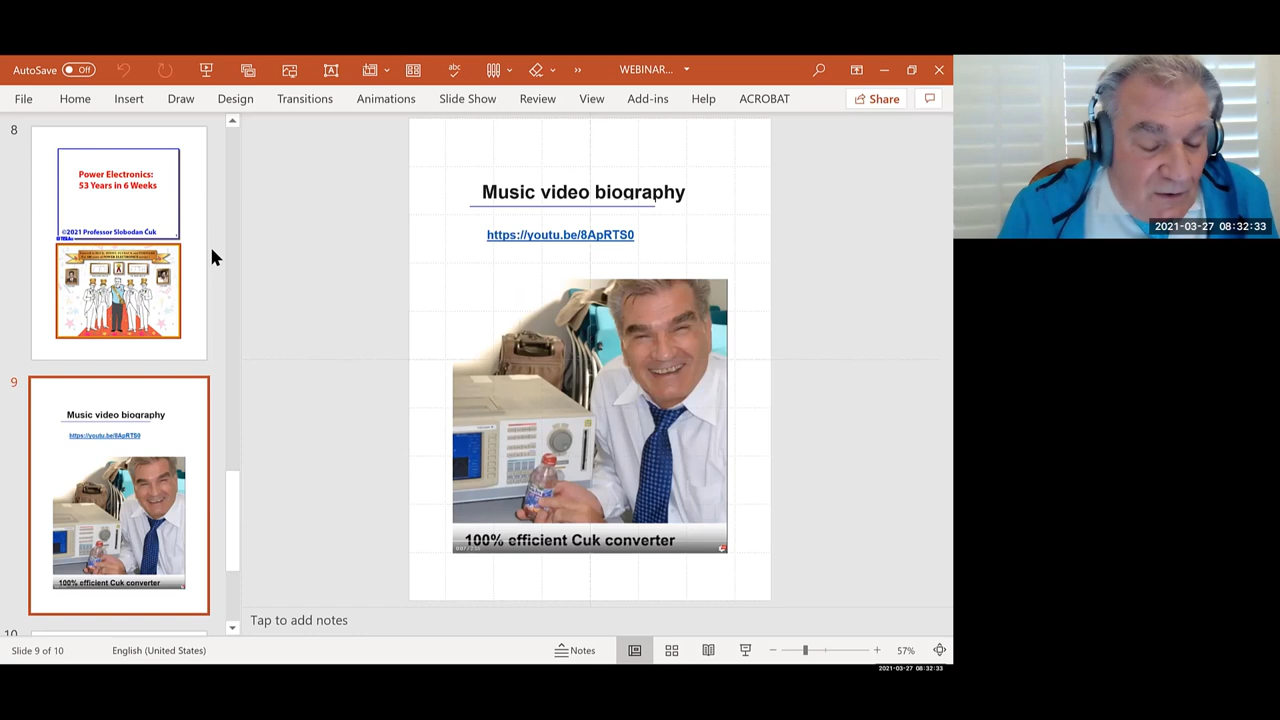 AutoSave Off
WEBINAR...
File Home Insert Draw Design Transitions Animations Slide Show Review View Add-ins Help ACROBAT Share
8
Power Electronics:
53 Years in 6 Weeks
©2021 Professor Slobodan Ćuk
9
Music video biography
https://youtu.be/8ApRTS0
100% efficient Cuk converter
10
Music video biography
https://youtu.be/8ApRTS0
100% efficient Cuk converter
Tap to add notes
Slide 9 of 10 English (United States) Notes 57%
2021-03-27 08:32:33
2021-03-27 08:32:33